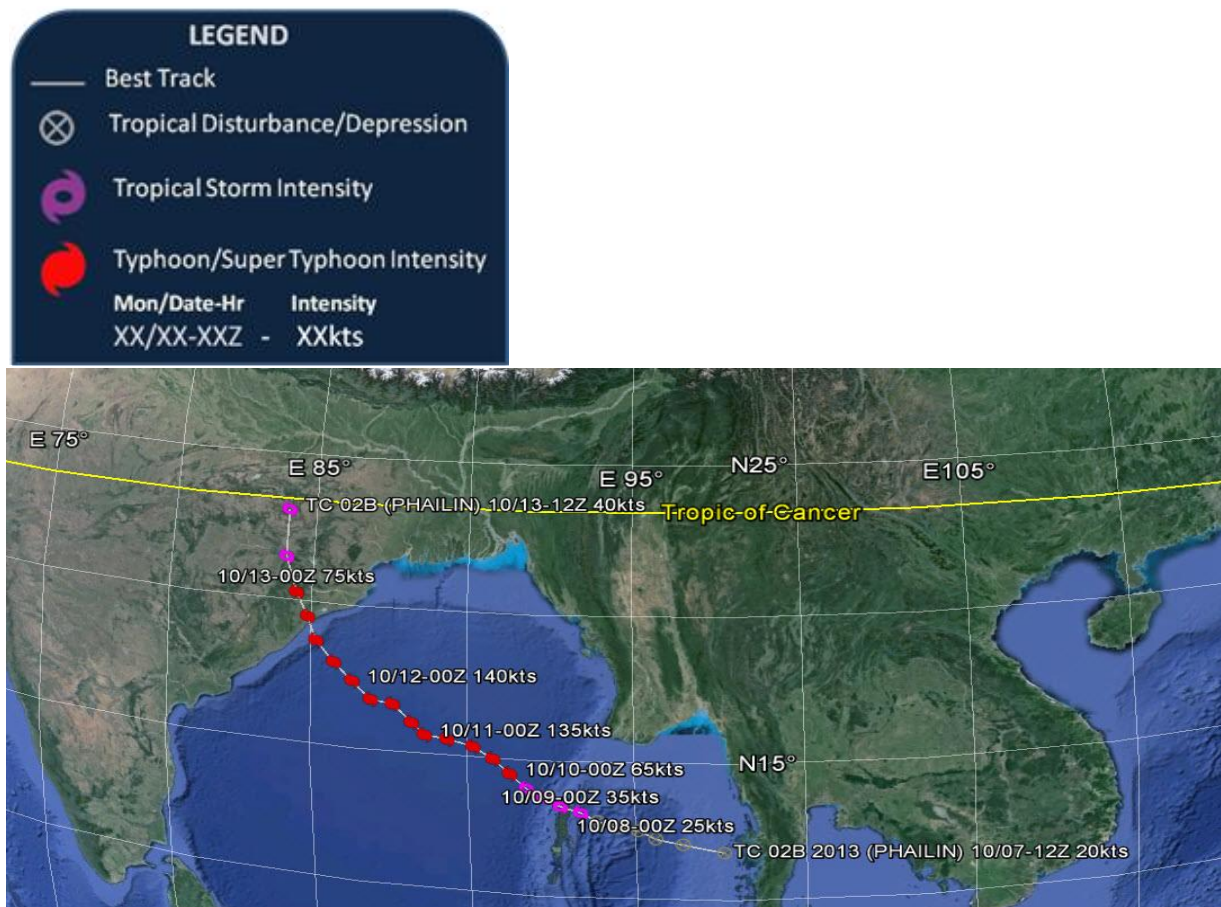 LEGEND
Best Track
Tropical Disturbance/Depression
Tropical Storm Intensity
Typhoon/Super Typhoon Intensity
Mon/Date-Hr Intensity
XX/XX-XXZ - XXkts
E 75°
E 85°
E 95°
N25°
E105°
TC 02B (PHAILIN) 10/13-12Z 40kts
Tropic of Cancer
10/13-00Z 75kts
10/12-00Z 140kts
10/11-00Z 135kts
N15°
10/10-00Z 65kts
10/09-00Z 35kts
10/08-00Z 25kts
TC 02B 2013 (PHAILIN) 10/07-12Z 20kts